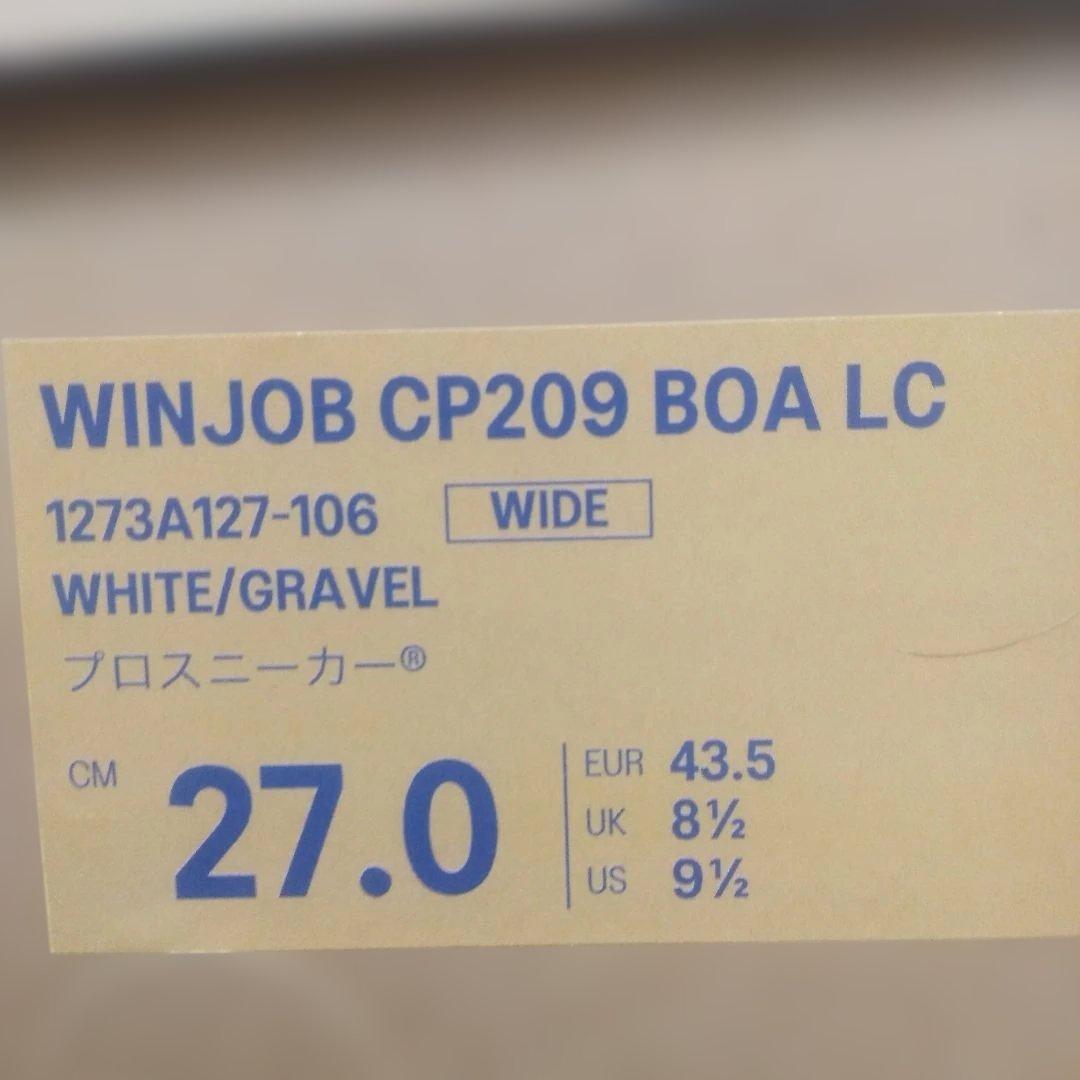 WINJOB CP209 BOA LC
1273A127-106 WIDE
WHITE/GRAVEL
プロスニーカー®
CM 27.0
EUR 43.5
UK 8½
US 9½